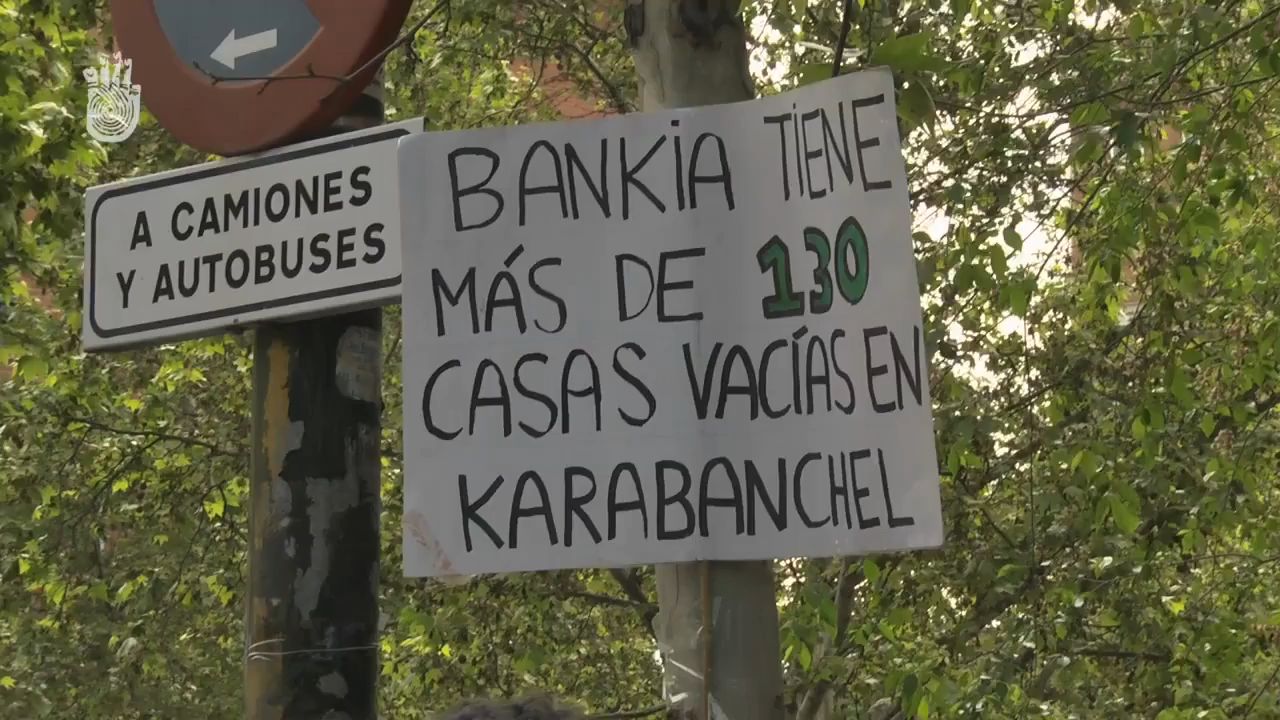 A CAMIONES
Y AUTOBUSES
BANKiA TiENE
MÁS DE 130
CASAS VACÍAS EN
KARABANCHEL